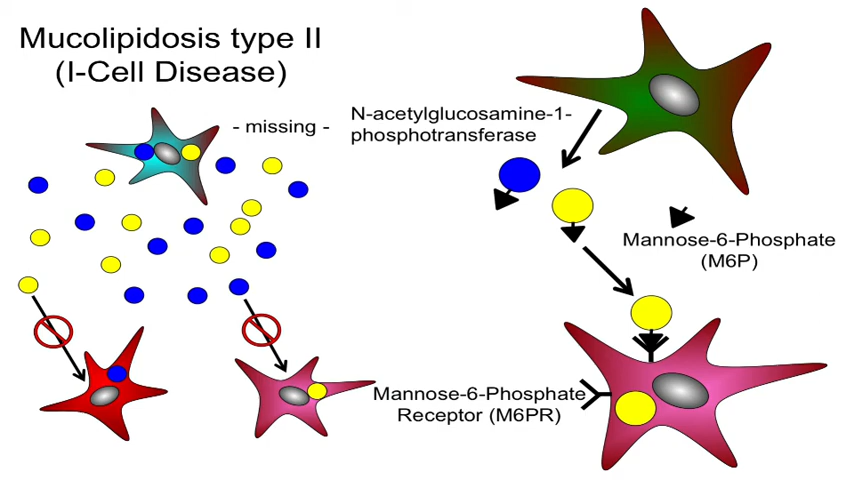 Mucolipidosis type II
(I-Cell Disease)
- missing -
N-acetylglucosamine-1-
phosphotransferase
Mannose-6-Phosphate
(M6P)
Mannose-6-Phosphate
Receptor (M6PR)